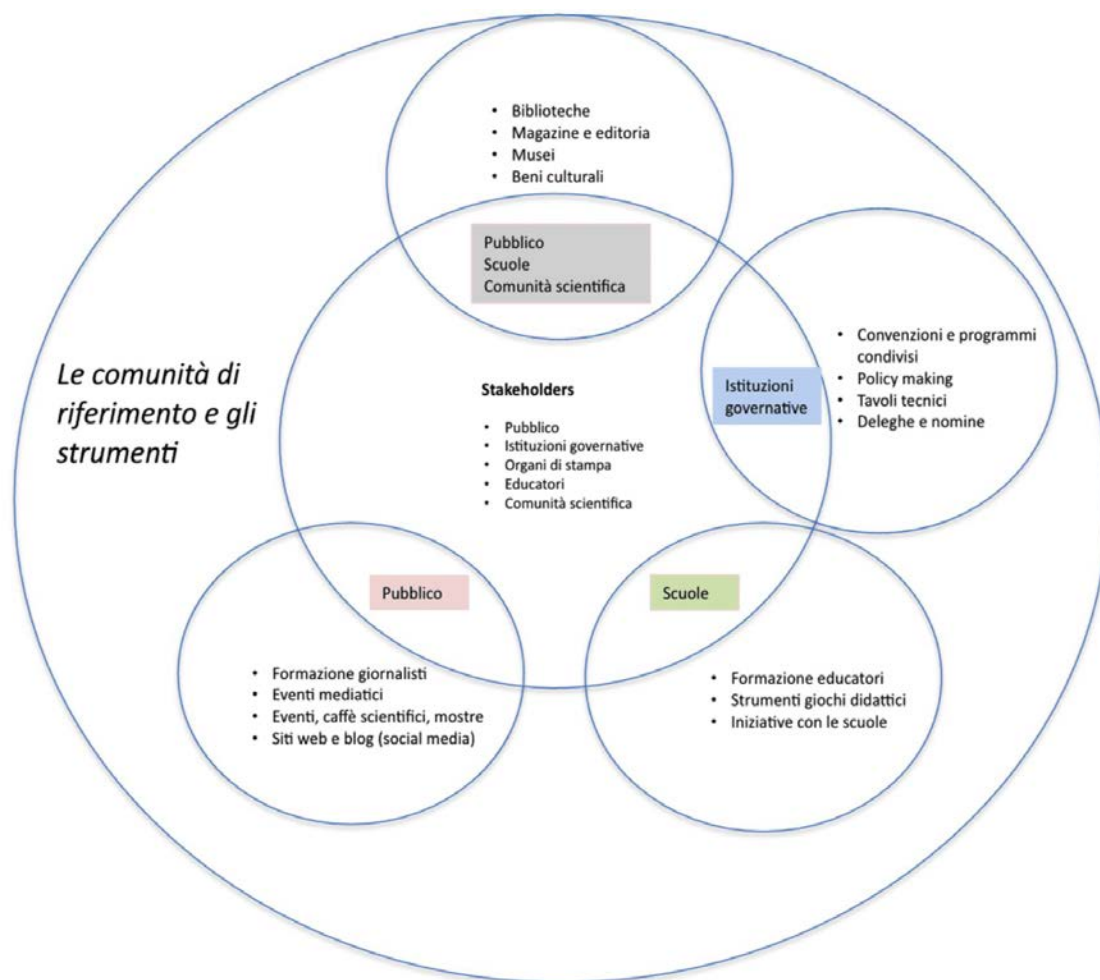 • Biblioteche
• Magazine e editoria
• Musei
• Beni culturali
Pubblico
Scuole
Comunità scientifica
Le comunità di
riferimento e gli
strumenti
Stakeholders
• Pubblico
• Istituzioni governative
• Organi di stampa
• Educatori
• Comunità scientifica
Istituzioni
governative
• Convenzioni e programmi
condivisi
• Policy making
• Tavoli tecnici
• Deleghe e nomine
Pubblico
• Formazione giornalisti
• Eventi mediatici
• Eventi, caffè scientifici, mostre
• Siti web e blog (social media)
Scuole
• Formazione educatori
• Strumenti giochi didattici
• Iniziative con le scuole